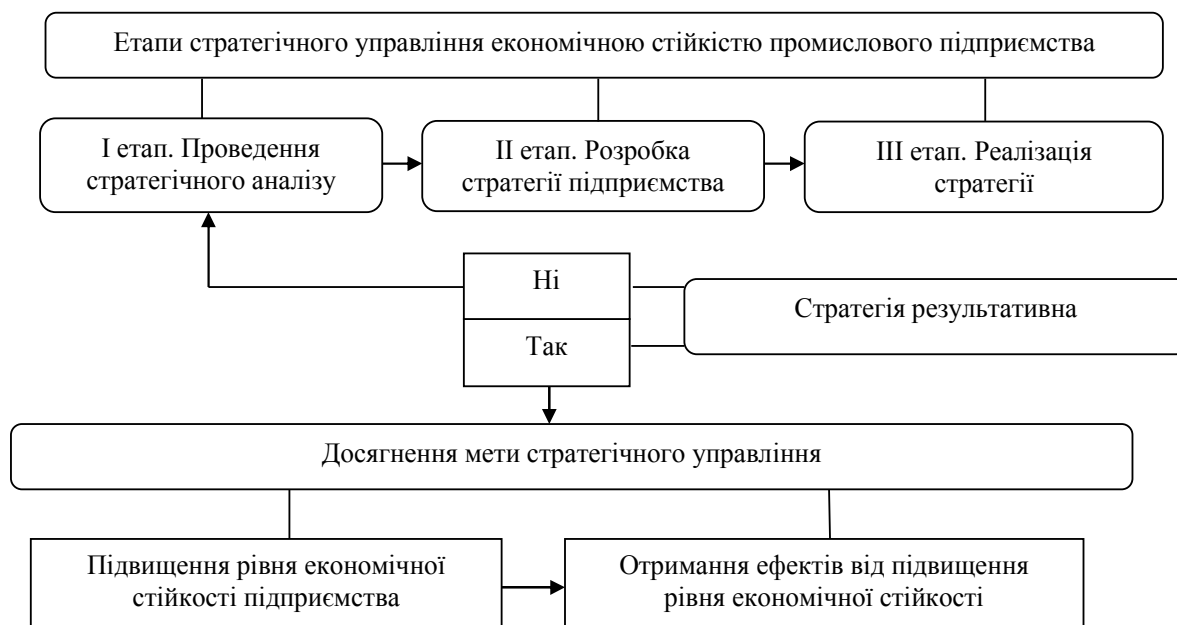 Етапи стратегічного управління економічною стійкістю промислового підприємства
І етап. Проведення
стратегічного аналізу
ІІ етап. Розробка
стратегії підприємства
ІІІ етап. Реалізація
стратегії
Ні
Стратегія результативна
Так
Досягнення мети стратегічного управління
Підвищення рівня економічної
стійкості підприємства
Отримання ефектів від підвищення
рівня економічної стійкості